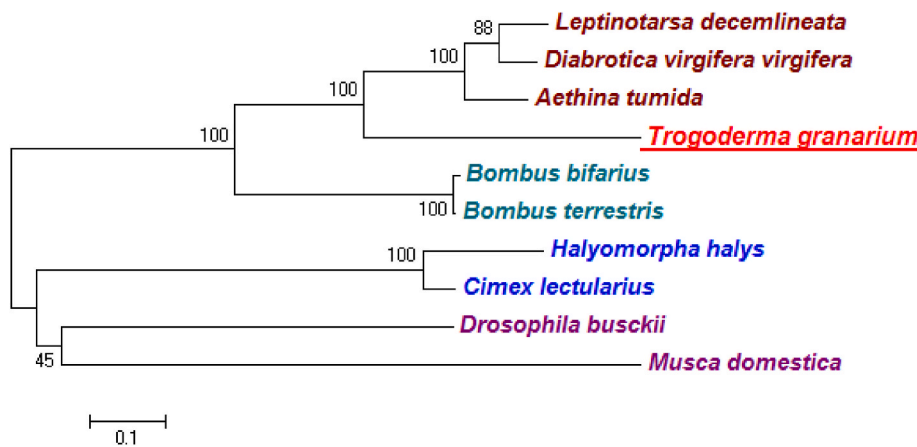 Leptinotarsa decemlineata
88
Diabrotica virgifera virgifera
100
Aethina tumida
100
Trogoderma granarium
100
Bombus bifarius
Bombus terrestris
100
Halyomorpha halys
100
Cimex lectularius
Drosophila busckii
45
Musca domestica
0.1